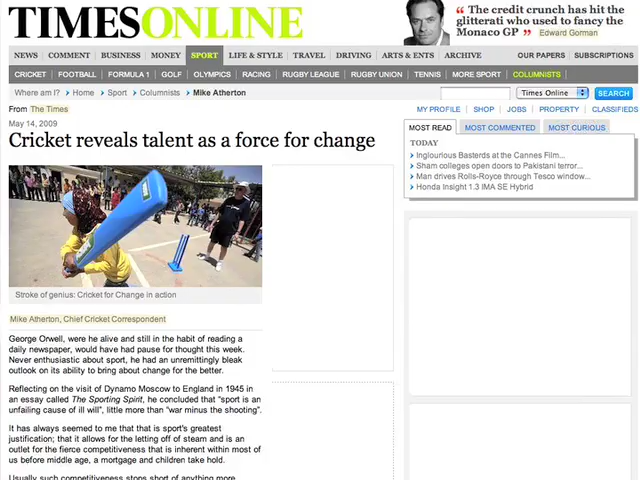 TIMESONLINE
“ The credit crunch has hit the
glitterati who used to fancy the
Monaco GP ” Edward Gorman
NEWS COMMENT BUSINESS MONEY SPORT LIFE & STYLE TRAVEL DRIVING ARTS & ENTS ARCHIVE OUR PAPERS SUBSCRIPTIONS
CRICKET FOOTBALL FORMULA 1 GOLF OLYMPICS RACING RUGBY LEAGUE RUGBY UNION TENNIS MORE SPORT COLUMNISTS
Where am I? Home Sport Columnists Mike Atherton Times Online SEARCH
From The Times
MY PROFILE SHOP JOBS PROPERTY CLASSIFIEDS
May 14, 2009
Cricket reveals talent as a force for change
MOST READ MOST COMMENTED MOST CURIOUS
TODAY
Inglourious Basterds at the Cannes Film...
Sham colleges open doors to Pakistani terror...
Man drives Rolls-Royce through Tesco window...
Honda Insight 1.3 IMA SE Hybrid
Stroke of genius: Cricket for Change in action
Mike Atherton, Chief Cricket Correspondent
George Orwell, were he alive and still in the habit of reading a
daily newspaper, would have had pause for thought this week.
Never enthusiastic about sport, he had an unremittingly bleak
outlook on its ability to bring about change for the better.
Reflecting on the visit of Dynamo Moscow to England in 1945 in
an essay called The Sporting Spirit, he concluded that “sport is an
unfailing cause of ill will”, little more than “war minus the shooting”.
It has always seemed to me that that is sport's greatest
justification; that it allows for the letting off of steam and is an
outlet for the fierce competitiveness that is inherent within most of
us before middle age, a mortgage and children take hold.
Usually such competitiveness stops short of anything more